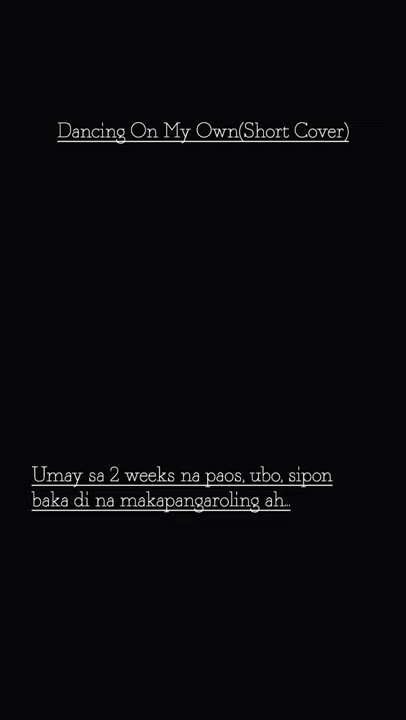 Dancing On My Own(Short Cover)
Umay sa 2 weeks na paos, ubo, sipon
baka di na makapangaroling ah...